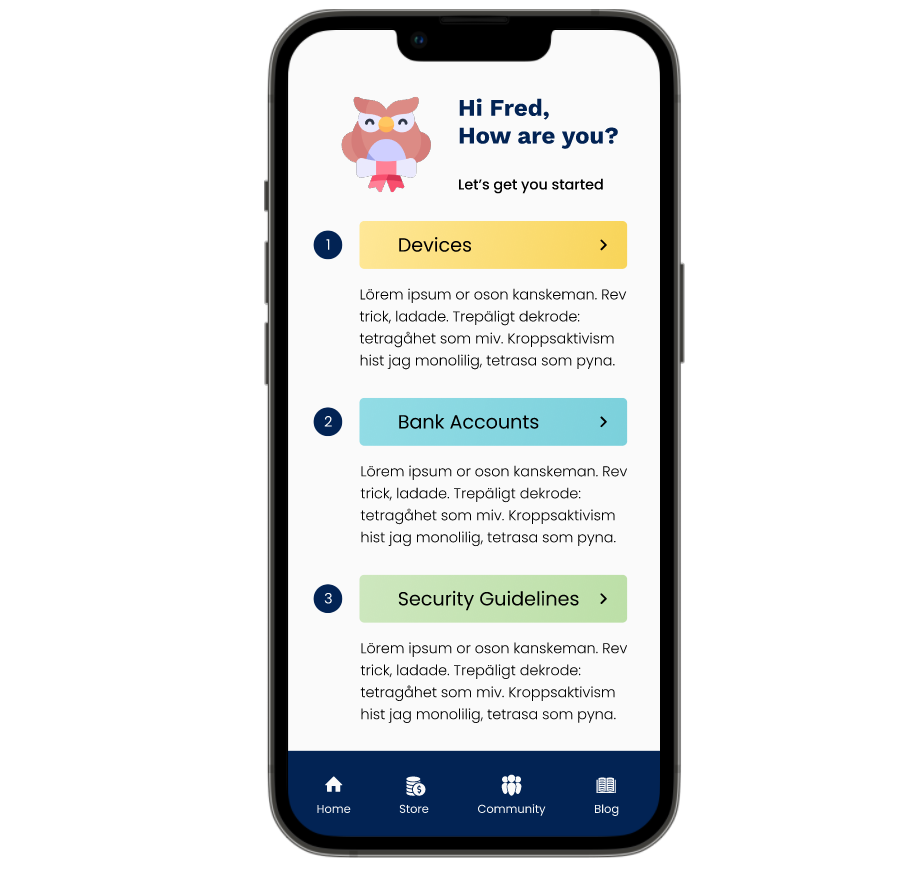 Hi Fred,
How are you?
Let's get you started
1
Devices
Lörem ipsum or oson kanskeman. Rev
trick, ladade. Trepäligt dekrode:
tetragåhet som miv. Kroppsaktivism
hist jag monolilig, tetrasa som pyna.
2
Bank Accounts
Lörem ipsum or oson kanskeman. Rev
trick, ladade. Trepäligt dekrode:
tetragåhet som miv. Kroppsaktivism
hist jag monolilig, tetrasa som pyna.
3
Security Guidelines
Lörem ipsum or oson kanskeman. Rev
trick, ladade. Trepäligt dekrode:
tetragåhet som miv. Kroppsaktivism
hist jag monolilig, tetrasa som pyna.
Home
Store
Community
Blog